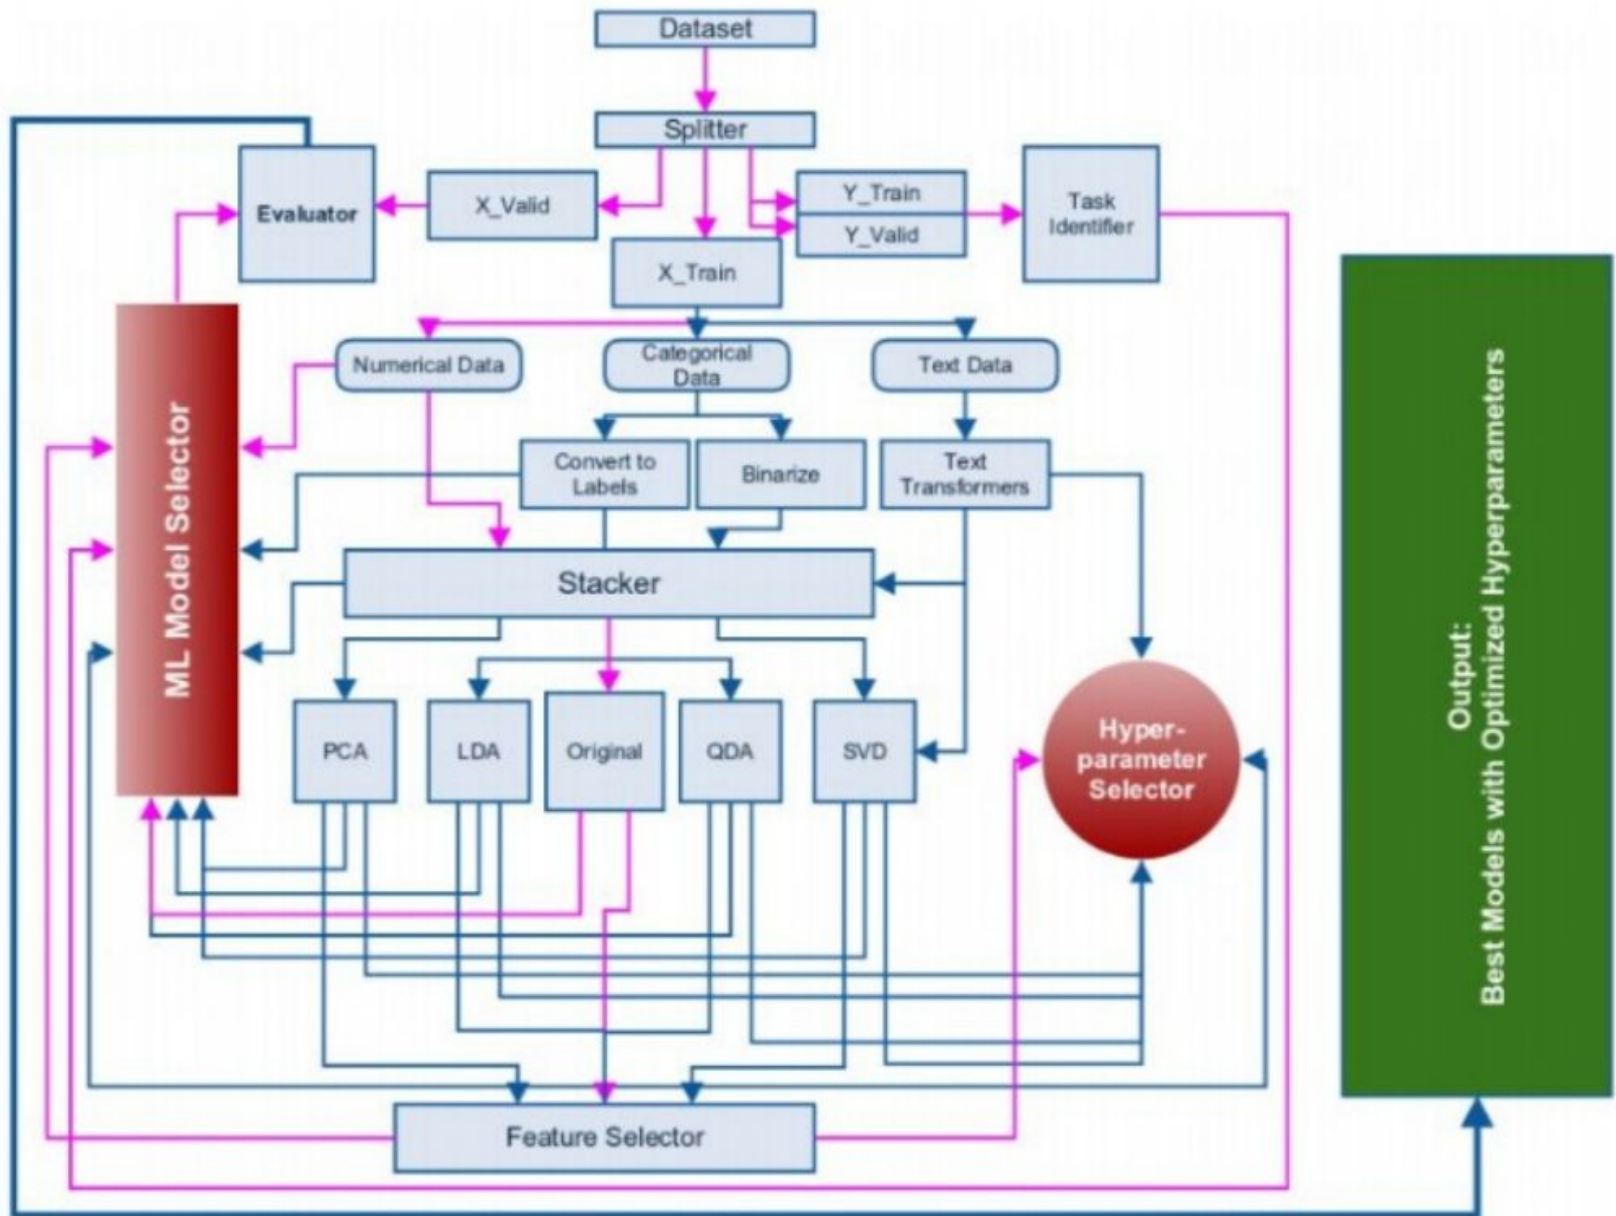 Dataset
Splitter
Evaluator
X_Valid
Y_Train
Y_Valid
Task
Identifier
X_Train
Numerical Data
Categorical
Data
Text Data
ML Model Selector
Convert to
Labels
Binarize
Text
Transformers
Stacker
PCA
LDA
Original
QDA
SVD
Hyper-
parameter
Selector
Feature Selector
Output:
Best Models with Optimized Hyperparameters